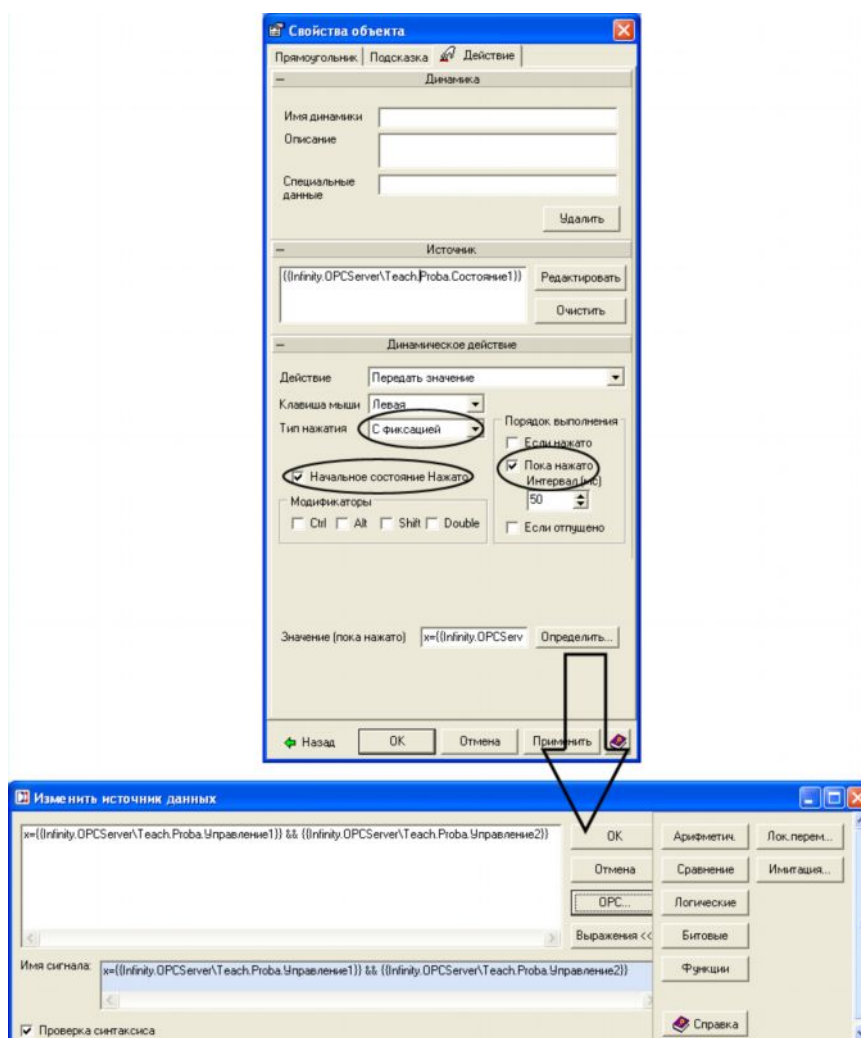 Свойства объекта
Прямоугольник Подсказка Действие
Динамика
Имя динамики
Описание
Специальные
данные
Удалить
Источник
{{Infinity.OPCServer\Teach.Proba.Состояние1}} Редактировать
Очистить
Динамическое действие
Действие Передать значение
Клавиша мыши Левая
Порядок выполнения
Тип нажатия С фиксацией
Если нажато
Пока нажато
Начальное состояние Нажато
Интервал (мс)
Модификаторы 50
Ctrl Alt Shift Double Если отпущено
Значение (пока нажато) x={{Infinity.OPCServ Определить...
Назад OK Отмена Применить
Изменить источник данных
x={{Infinity.OPCServer\Teach.Proba.Управление1}} && {{Infinity.OPCServer\Teach.Proba.Управление2}} OK Арифметич. Лок.перем...
Отмена Сравнение Имитация...
OPC... Логические
Выражения << Битовые
Имя сигнала: x={{Infinity.OPCServer\Teach.Proba.Управление1}} && {{Infinity.OPCServer\Teach.Proba.Управление2}} Функции
Проверка синтаксиса Справка